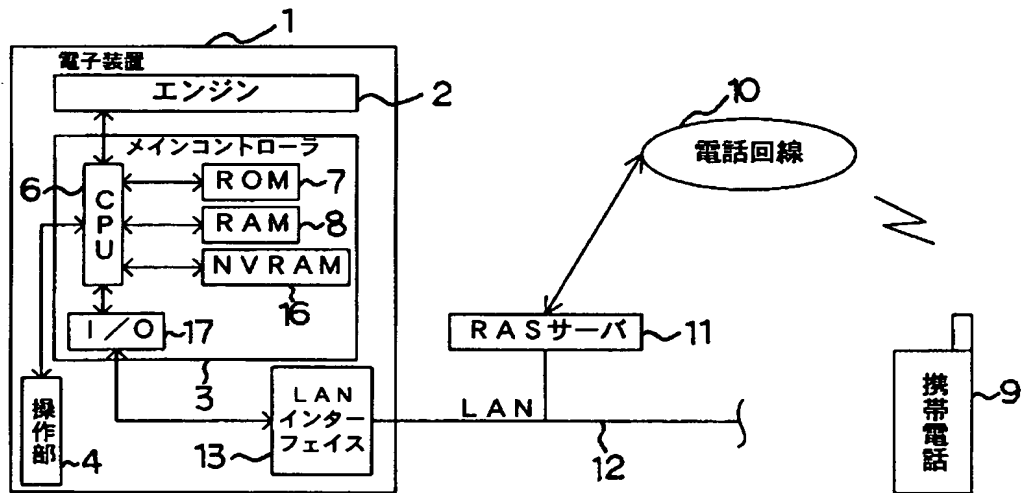 1
電子装置
エンジン
2
メインコントローラ
6
CPU
ROM
7
RAM
8
NVRAM
16
I/O
17
3
操作部
4
LAN
インター
フェイス
13
LAN
12
RASサーバ
11
電話回線
10
携帯電話
9